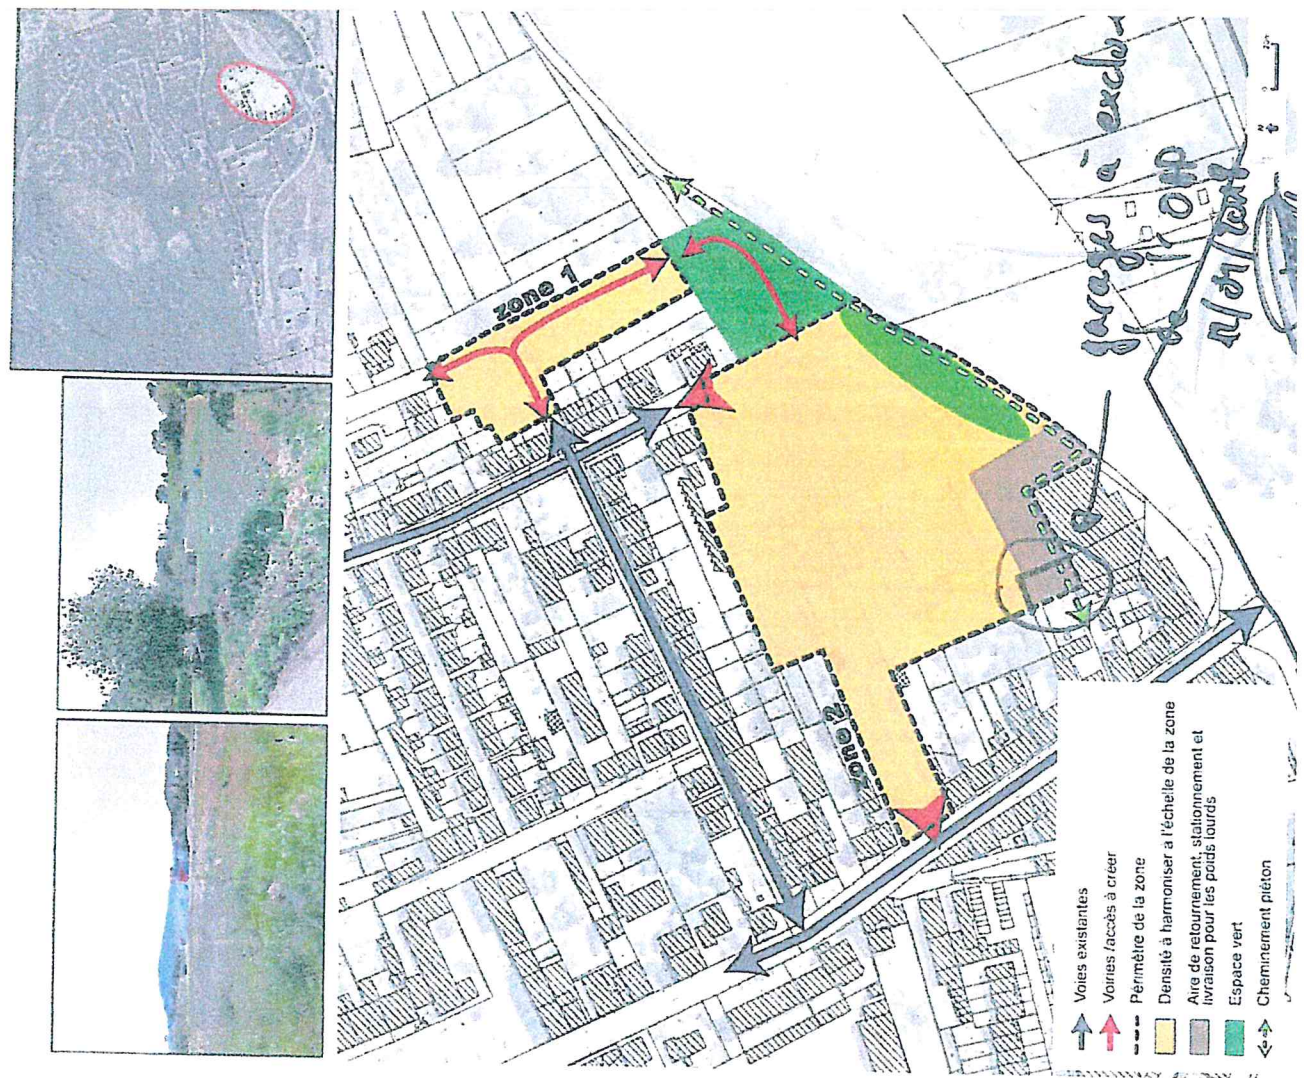 zone 1
zone 2
garages à exclure
de l'OAP
Voies existantes
Voiries /accès à créer
Périmètre de la zone
Densité à harmoniser a l'échelle de la zone
Aire de retournement, stationnement et
livraison pour les poids lourds
Espace vert
Cheminement piéton